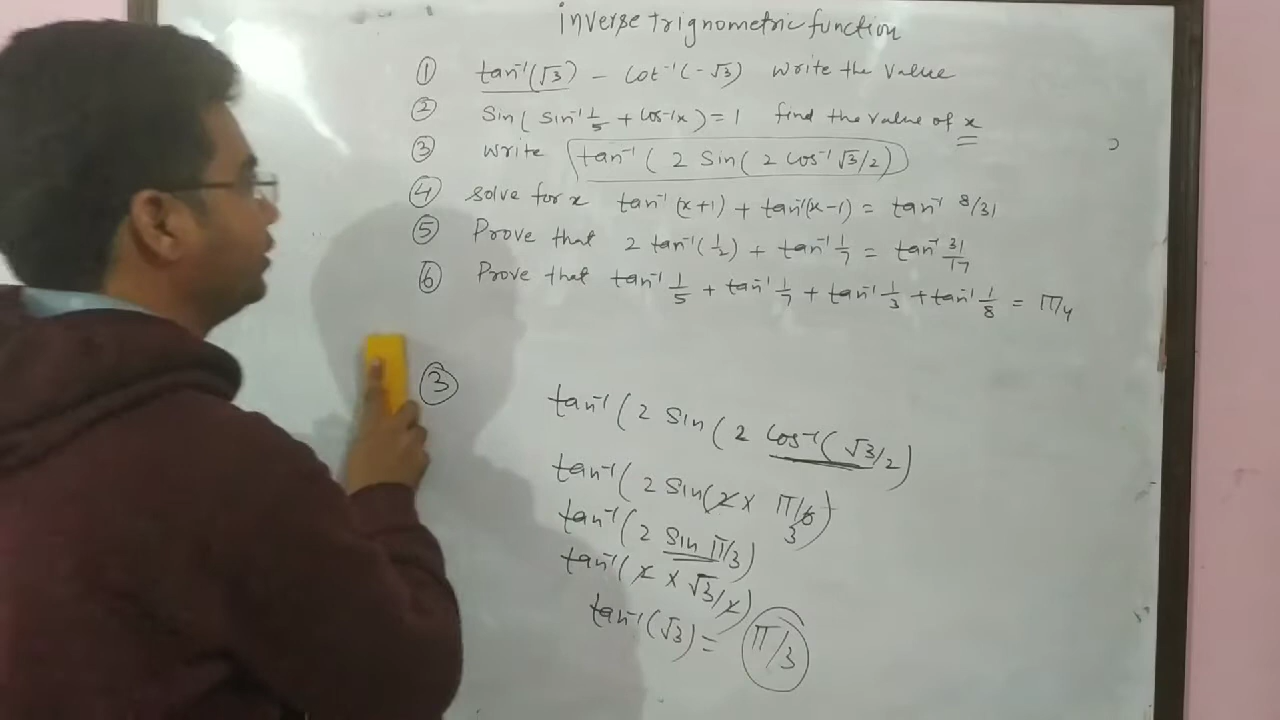 inverse trignometric function
① tan⁻¹(√3) - Cot⁻¹(-√3) Write the Value
② Sin(Sin⁻¹ 1/5 + Cos⁻¹x) = 1 find the value of x
③ Write tan⁻¹(2 Sin(2 Cos⁻¹ √3/2)
④ Solve for x tan⁻¹(x+1) + tan⁻¹(x-1) = tan⁻¹ 8/31
⑤ Prove that 2 tan⁻¹(1/2) + tan⁻¹ 1/7 = tan⁻¹ 31/17
⑥ Prove that tan⁻¹ 1/5 + tan⁻¹ 1/7 + tan⁻¹ 1/3 + tan⁻¹ 1/8 = π/4
③ tan⁻¹(2 Sin(2 Cos⁻¹(√3/2)
tan⁻¹(2 Sin(2 × π/6)
3
tan⁻¹(2 Sin π/3)
tan⁻¹(2 × √3/2)
tan⁻¹(√3) = π/3